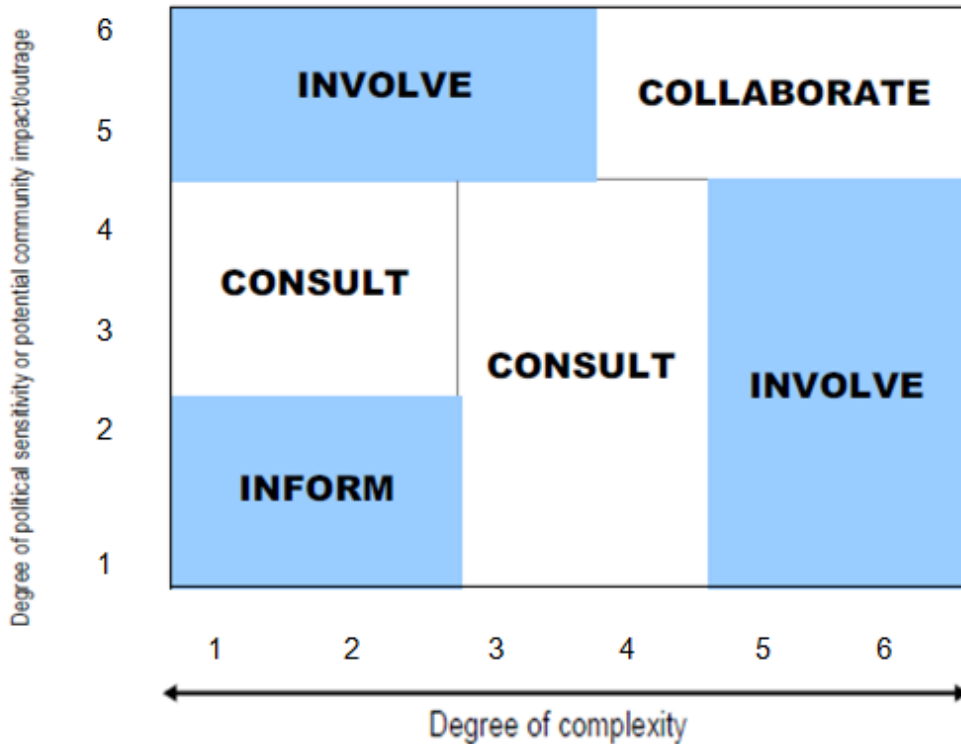 Degree of political sensitivity or potential community impact/outrage
6
INVOLVE
COLLABORATE
5
4
CONSULT
3
CONSULT
INVOLVE
2
INFORM
1
1 2 3 4 5 6
Degree of complexity